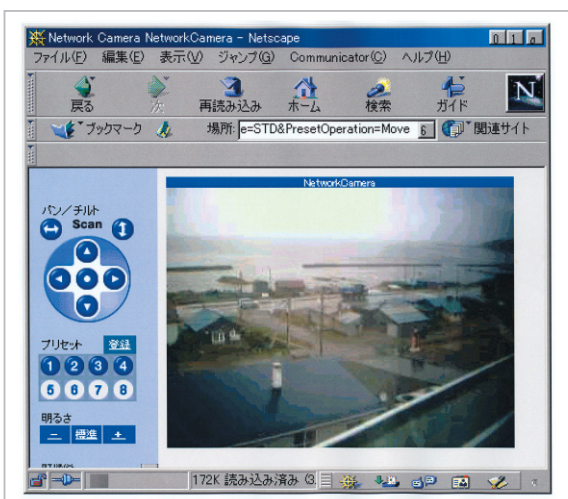 Network Camera NetworkCamera - Netscape
ファイル(F) 編集(E) 表示(V) ジャンプ(G) Communicator(C) ヘルプ(H)
戻る 次 再読み込み ホーム 検索 ガイド N
ブックマーク 場所: e=STD&PresetOperation=Move 関連サイト
NetworkCamera
パン/チルト
Scan
プリセット 登録
1 2 3 4
5 6 7 8
明るさ
- 標準 +
172K 読み込み済み